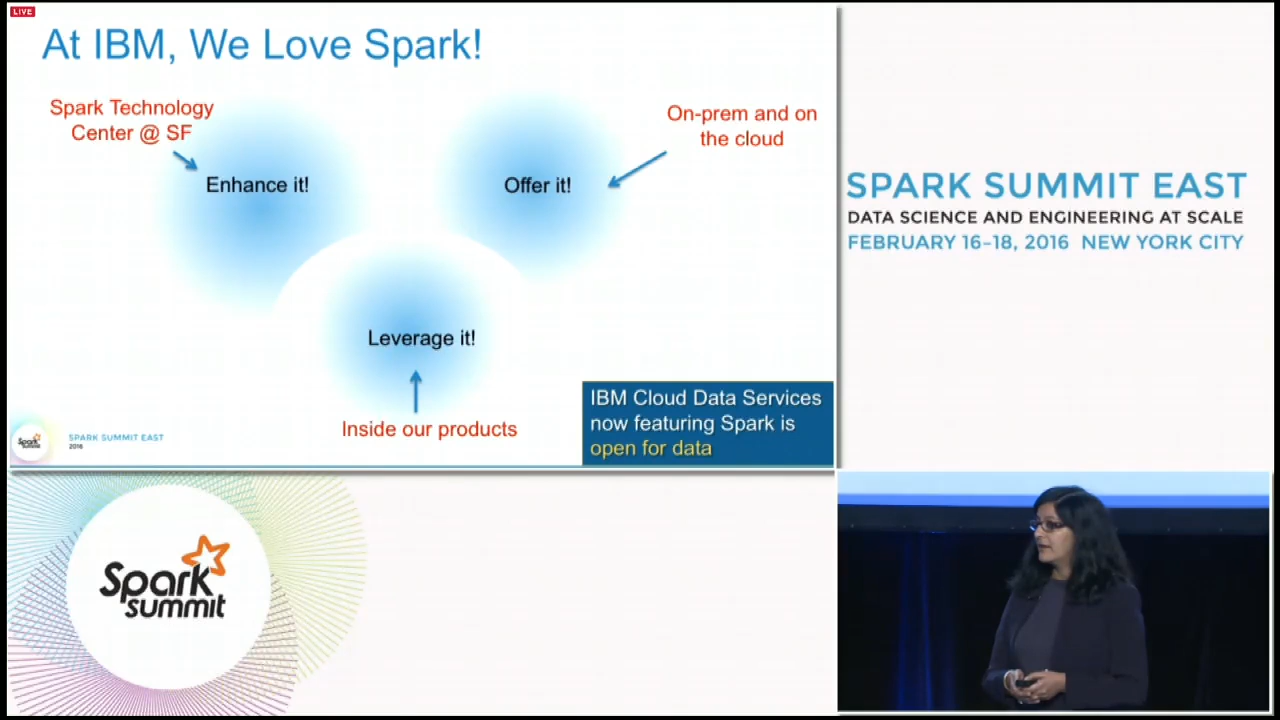 LIVE
At IBM, We Love Spark!
Spark Technology
Center @ SF
On-prem and on
the cloud
Enhance it!
Offer it!
Leverage it!
Inside our products
IBM Cloud Data Services
now featuring Spark is
open for data
Spark
Summit
SPARK SUMMIT EAST
2016
SPARK SUMMIT EAST
DATA SCIENCE AND ENGINEERING AT SCALE
FEBRUARY 16-18, 2016 NEW YORK CITY
Spark
Summit